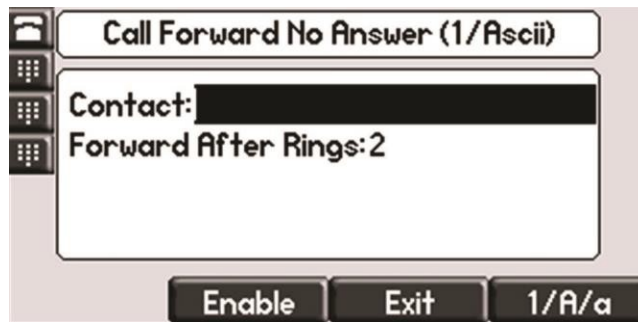 Call Forward No Answer (1/Ascii)
Contact:
Forward After Rings:2
Enable Exit 1/A/a